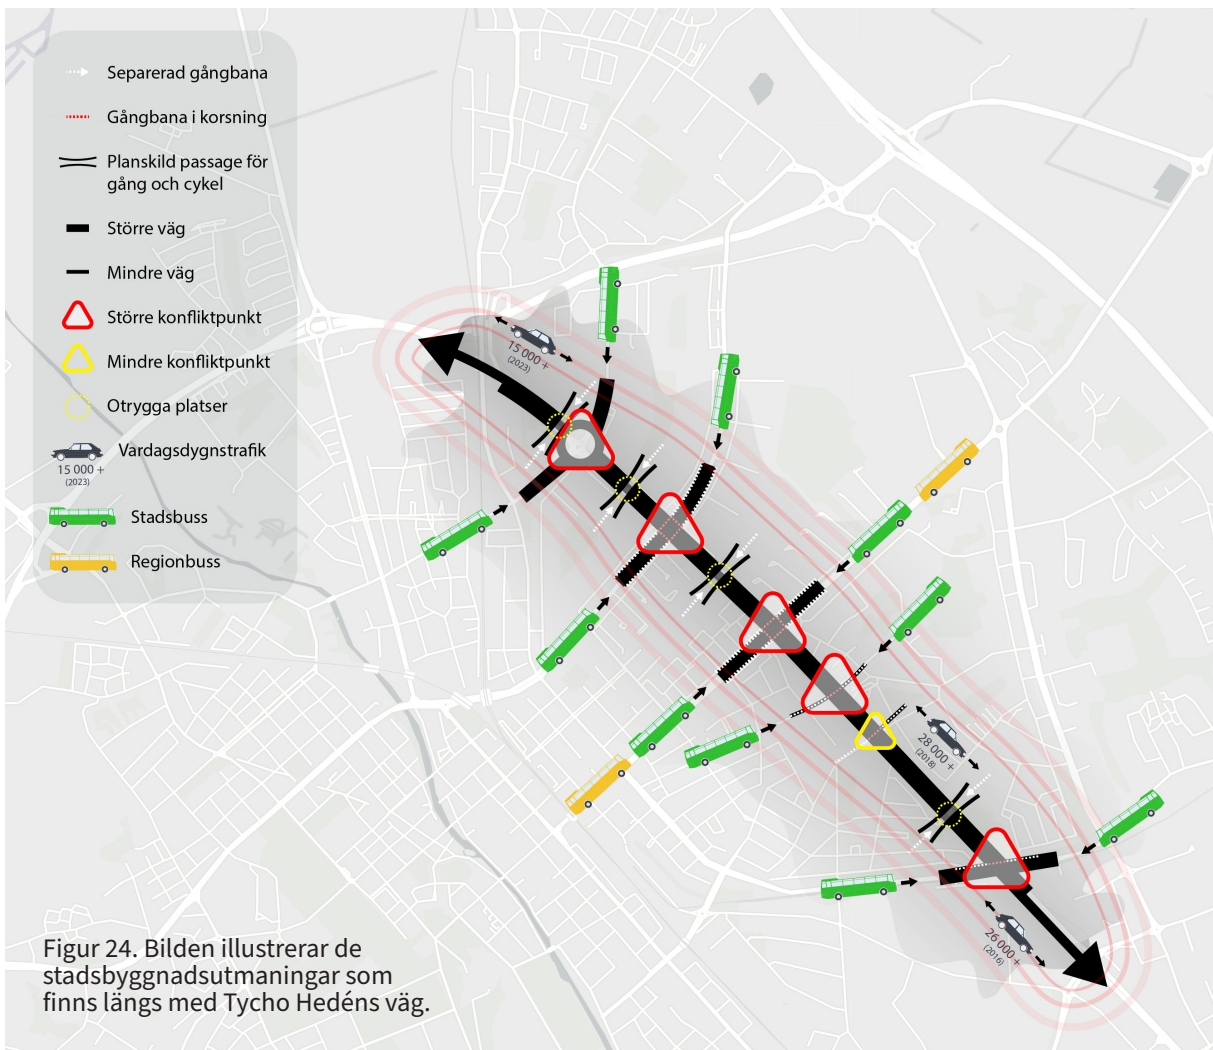 Separerad gångbana
Gångbana i korsning
Planskild passage för
gång och cykel
Större väg
Mindre väg
Större konfliktpunkt
Mindre konfliktpunkt
Otrygga platser
Vardagsdygnstrafik
15 000 +
(2023)
Stadsbuss
Regionbuss
15 000 +
(2023)
28 000 +
(2018)
26 000 +
(2016)
Figur 24. Bilden illustrerar de
stadsbyggnadsutmaningar som
finns längs med Tycho Hedéns väg.